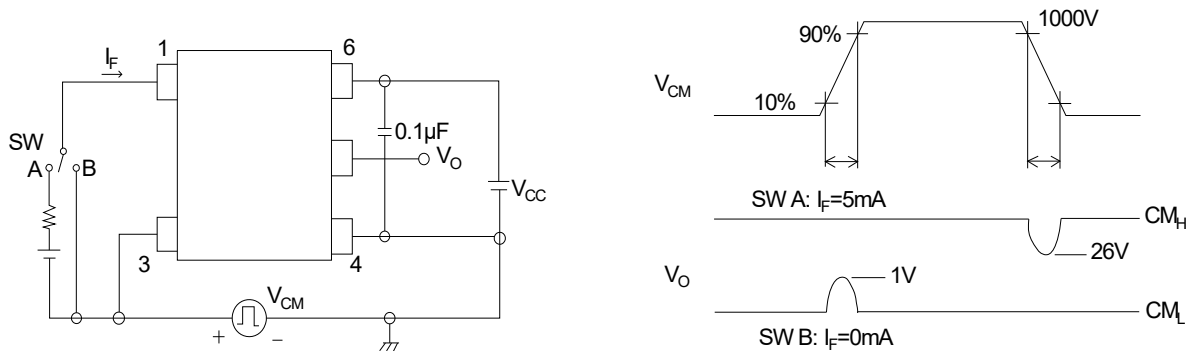 I_F
1
6
SW
A
B
0.1µF
V_O
V_CC
3
4
V_CM
+
-
V_CM
90%
10%
1000V
SW A: I_F=5mA
CM_H
26V
V_O
1V
CM_L
SW B: I_F=0mA